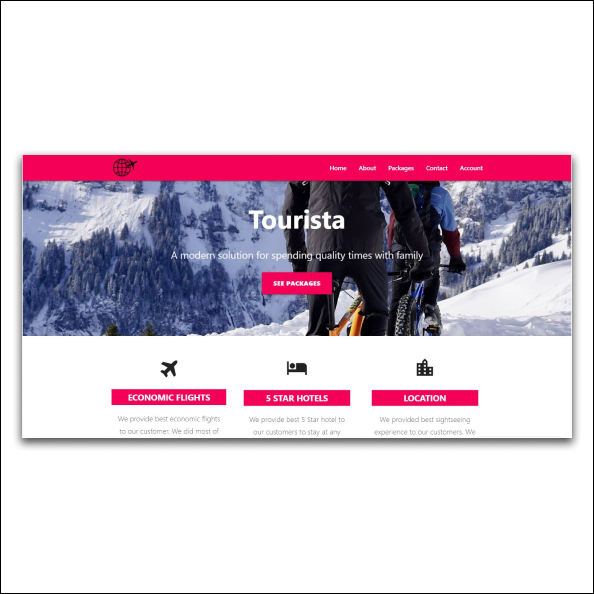 Home About Packages Contact Account
Tourista
A modern solution for spending quality times with family
SEE PACKAGES
ECONOMIC FLIGHTS 5 STAR HOTELS LOCATION
We provide best economic flights We provide best 5 Star hotel to We provided best sightseeing
to our customer. We did most of our customers to stay at any experience to our customers. We